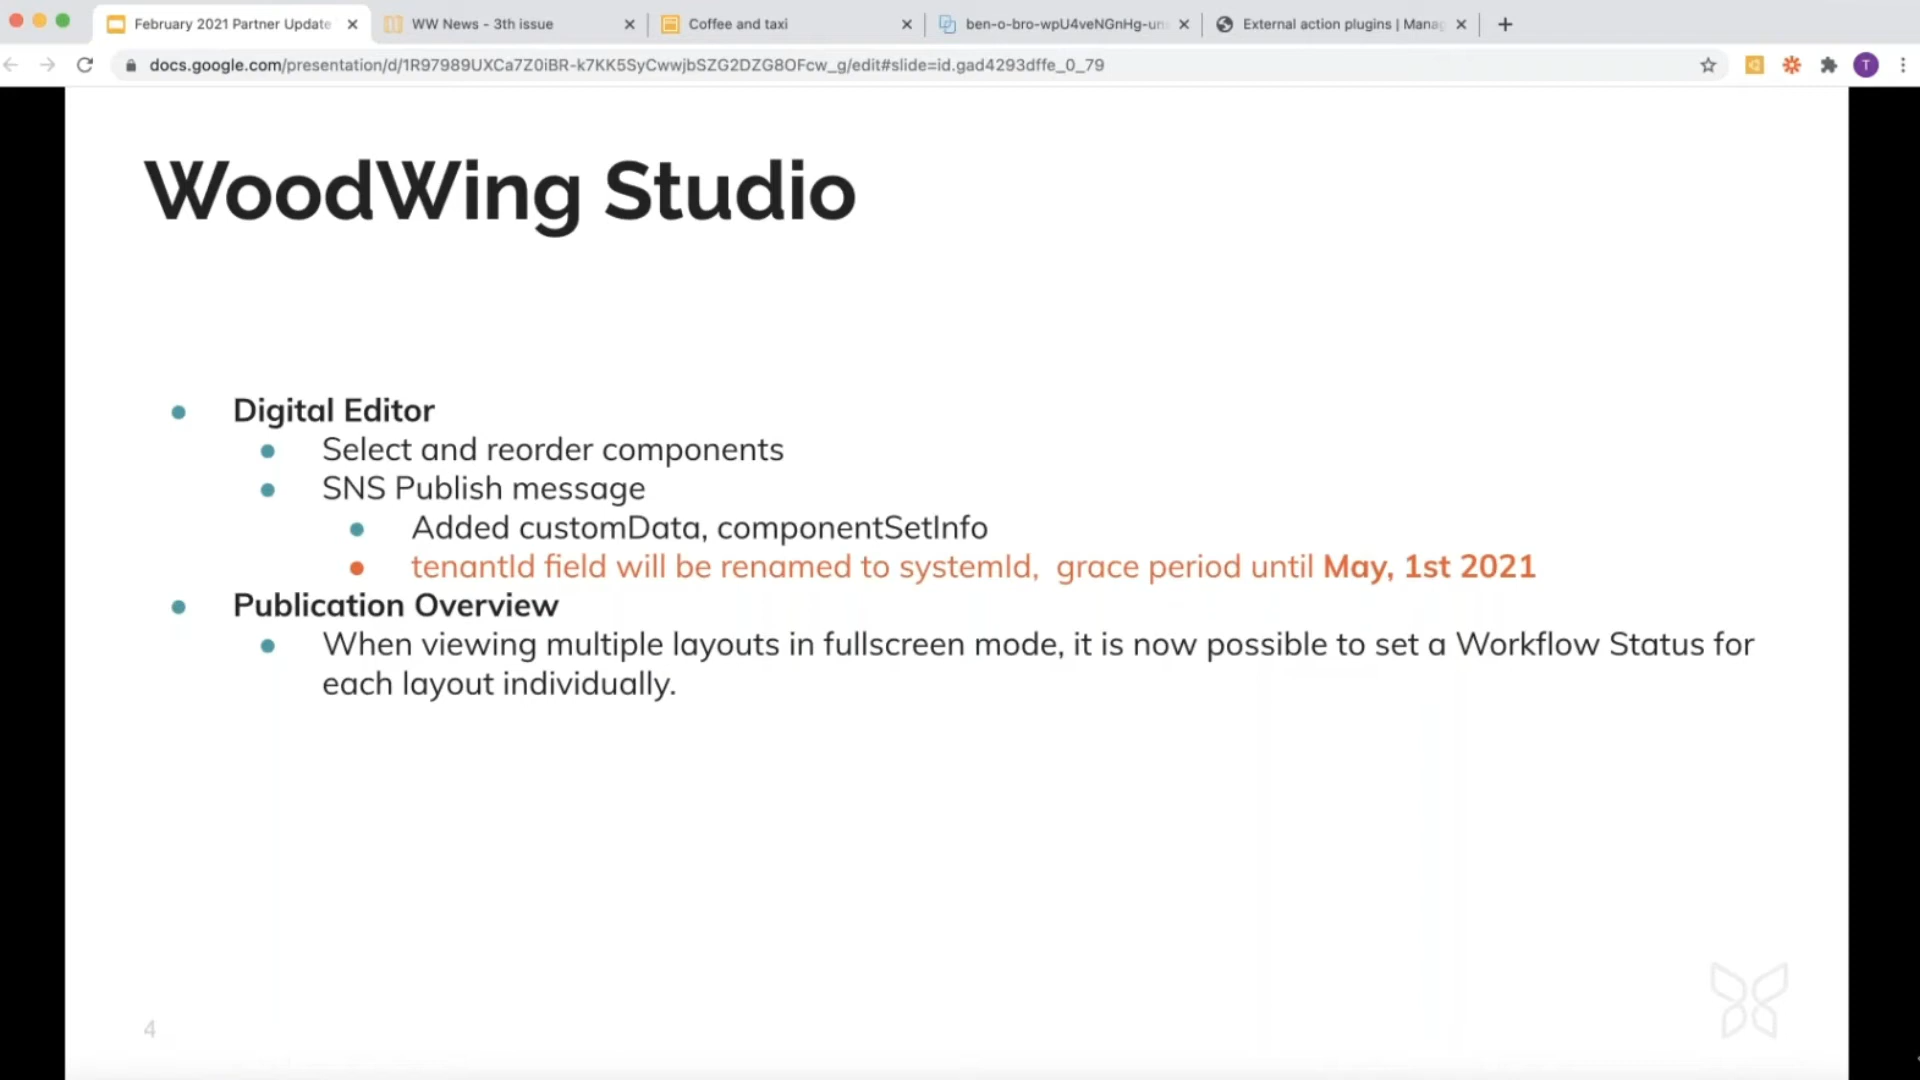 February 2021 Partner Update
WW News - 3th issue
Coffee and taxi
ben-o-bro-wpU4veNGnHg-un
External action plugins | Manag
docs.google.com/presentation/d/1R97989UXCa7Z0iBR-k7KK5SyCwwjbSZG2DZG8OFcw_g/edit#slide=id.gad4293dffe_0_79
T
WoodWing Studio
Digital Editor
Select and reorder components
SNS Publish message
Added customData, componentSetInfo
tenantId field will be renamed to systemId, grace period until May, 1st 2021
Publication Overview
When viewing multiple layouts in fullscreen mode, it is now possible to set a Workflow Status for
each layout individually.
4